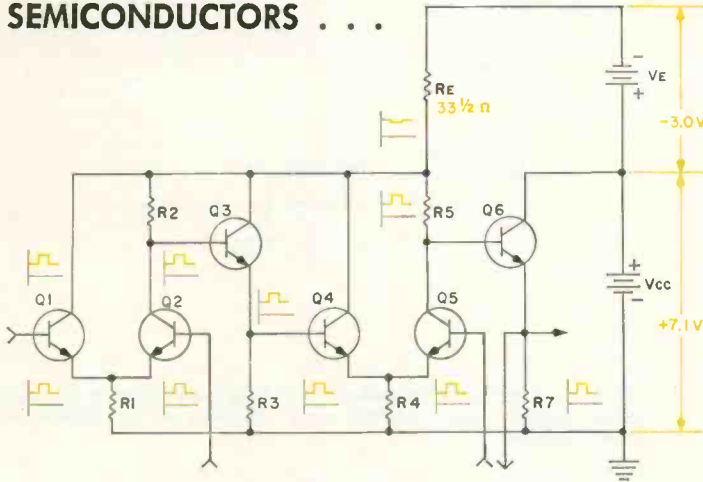 SEMICONDUCTORS . . .
RE
33 1/2 Ω
-
VE
+
-3.0V
R2
Q3
R5
Q6
Q1
Q2
Q4
Q5
+
VCC
-
+7.1V
R1
R3
R4
R7